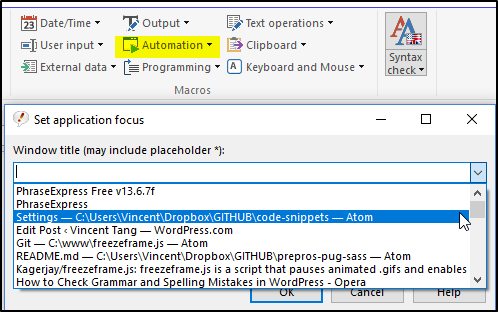 Date/Time Output Text operations
User input Automation Clipboard Syntax
External data Programming Keyboard and Mouse check
Macros
Set application focus
Window title (may include placeholder *):
PhraseExpress Free v13.6.7f
PhraseExpress
Settings — C:\Users\Vincent\Dropbox\GITHUB\code-snippets — Atom
Edit Post ‹ Vincent Tang — WordPress.com
Git — C:\www\freezeframe.js — Atom
README.md — C:\Users\Vincent\Dropbox\GITHUB\prepros-pug-sass — Atom
Kagerjay/freezeframe.js: freezeframe.js is a script that pauses animated .gifs and enables
How to Check Grammar and Spelling Mistakes in WordPress - Opera
OK Cancel Help